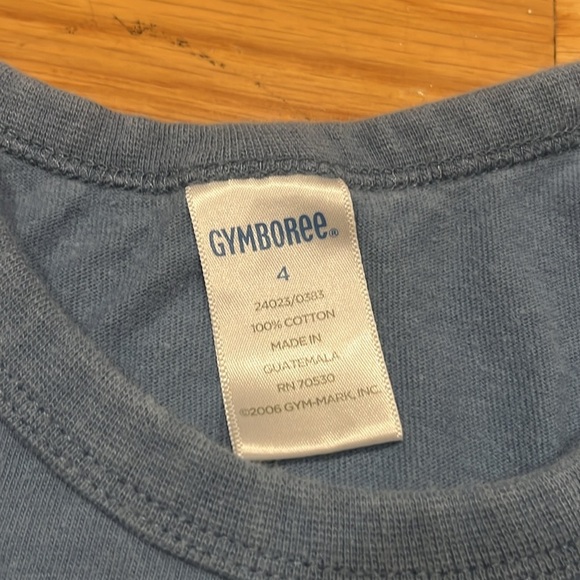 GYMBOREE®
4
24023/0383
100% COTTON
MADE IN
GUATEMALA
RN 70530
©2006 GYM-MARK, INC.